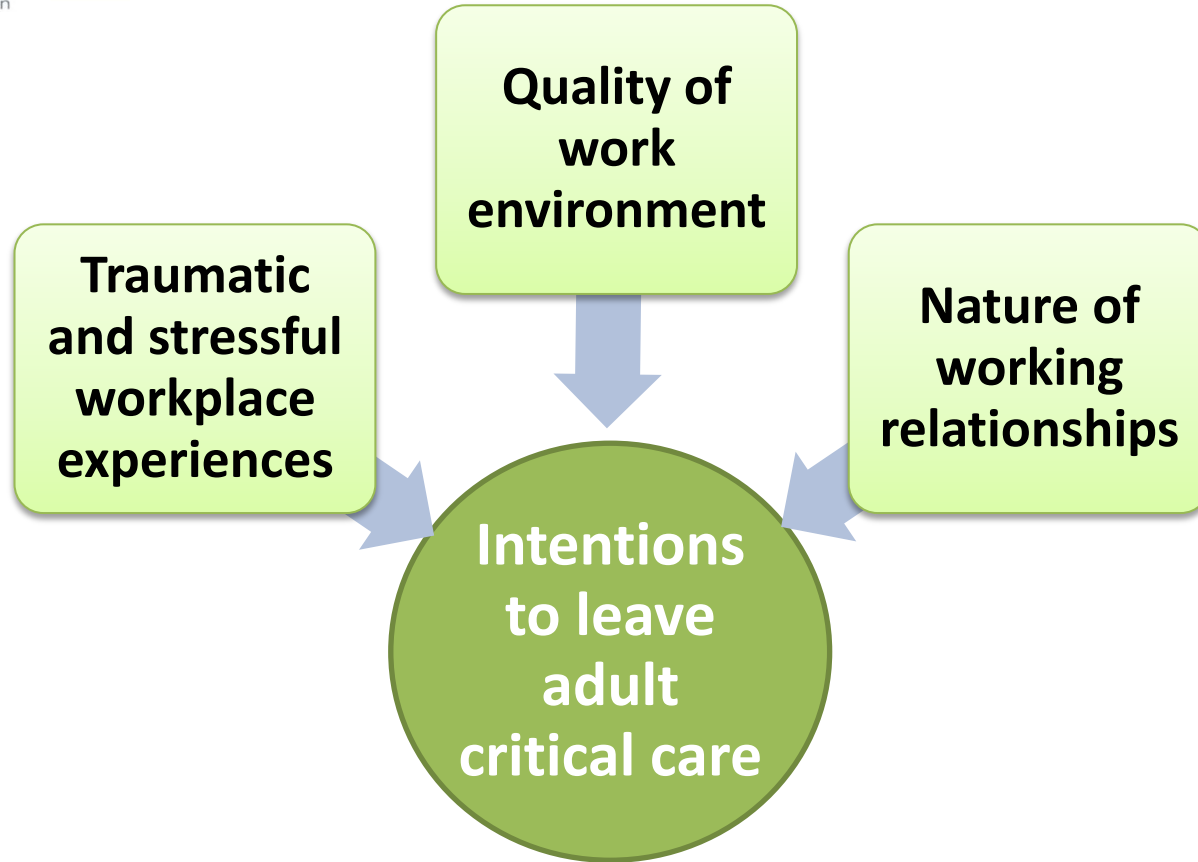 n
Quality of
work
environment
Traumatic
and stressful
workplace
experiences
Nature of
working
relationships
Intentions
to leave
adult
critical care